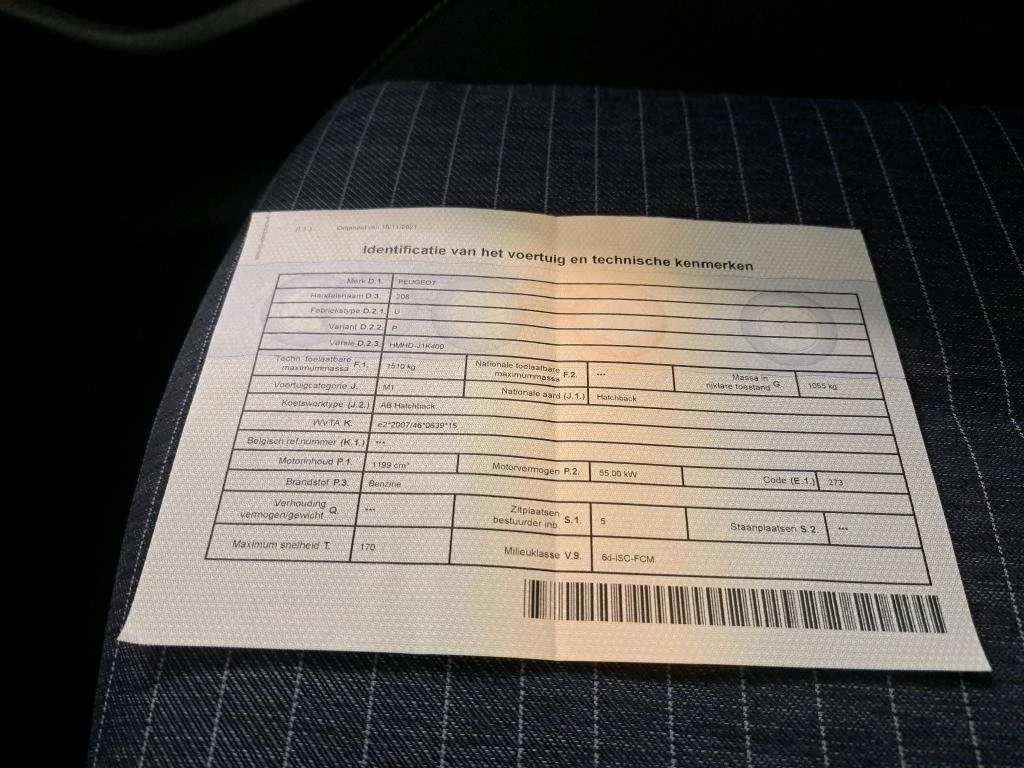 (I.1.) Origineel van 15/11/2021
Identificatie van het voertuig en technische kenmerken
Merk D.1. PEUGEOT
Handelsnaam D.3. 208
Fabriekstype D.2.1. U
Variant D.2.2. P
Versie D.2.3. HMHD-J1K400
Techn. toelaatbare maximummassa F.1. 1510 kg Nationale toelaatbare maximummassa F.2. *** Massa in rijklare toestand G. 1055 kg
Voertuigcategorie J. M1 Nationale aard (J.1.) Hatchback
Koetswerktype (J.2.) AB Hatchback
WVTA K. e2*2007/46*0639*15
Belgisch ref.nummer (K.1.) ***
Motorinhoud P.1. 1199 cm³ Motorvermogen P.2. 55,00 kW Code (E.1.) 273
Brandstof P.3. Benzine
Verhouding vermogen/gewicht Q. *** Zitplaatsen bestuurder inb. S.1. 5 Staanplaatsen S.2. ***
Maximum snelheid T. 170 Milieuklasse V.9. 6d-ISC-FCM